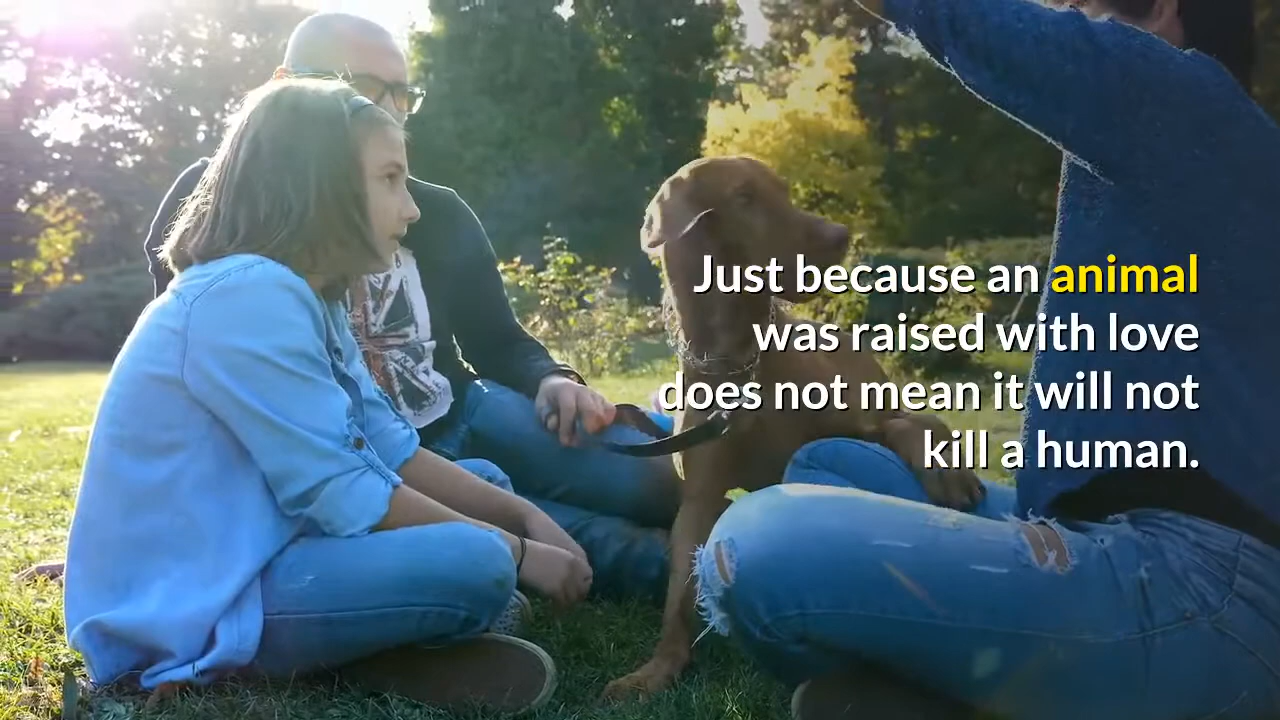 Just because an animal
was raised with love
does not mean it will not
kill a human.